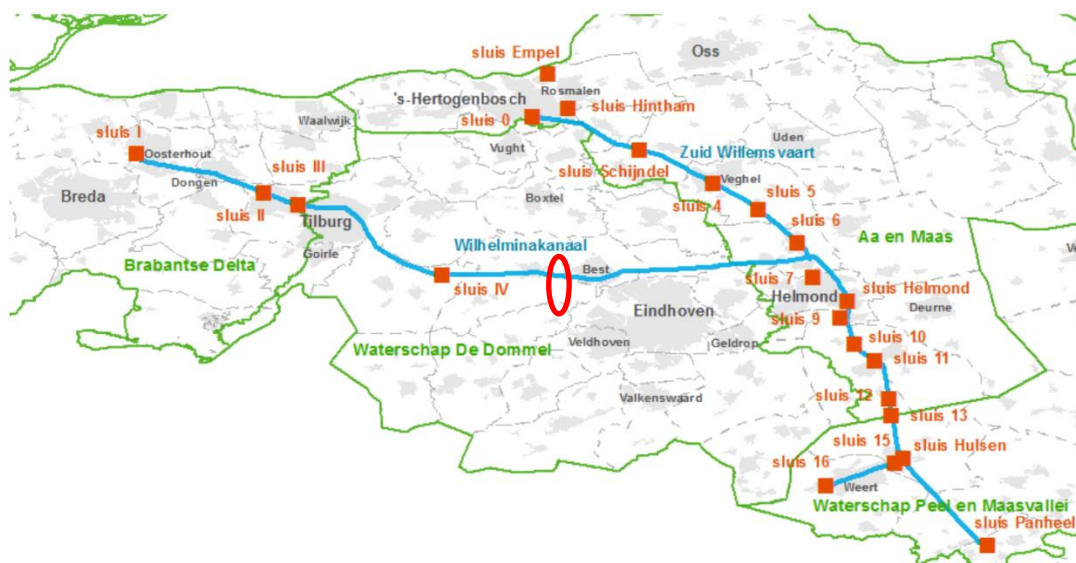 Oss
sluis Empel
Rosmalen
's-Hertogenbosch
sluis Hintham
sluis 0
Waalwijk
Uden
sluis I
Oosterhout
Vught
Zuid Willemsvaart
sluis III
sluis Schijndel
Veghel
Dongen
Breda
Boxtel
sluis 4
sluis 5
sluis II
Tilburg
sluis 6
Aa en Maas
Goirle
Wilhelminakanaal
Brabantse Delta
Best
sluis 7
sluis IV
Helmond
sluis Helmond
Eindhoven
Deurne
sluis 9
Veldhoven
Geldrop
sluis 10
Waterschap De Dommel
sluis 11
Valkenswaard
sluis 12
sluis 13
sluis 15
sluis Hulsen
sluis 16
Weert
Waterschap Peel en Maasvallei
sluis Panheel